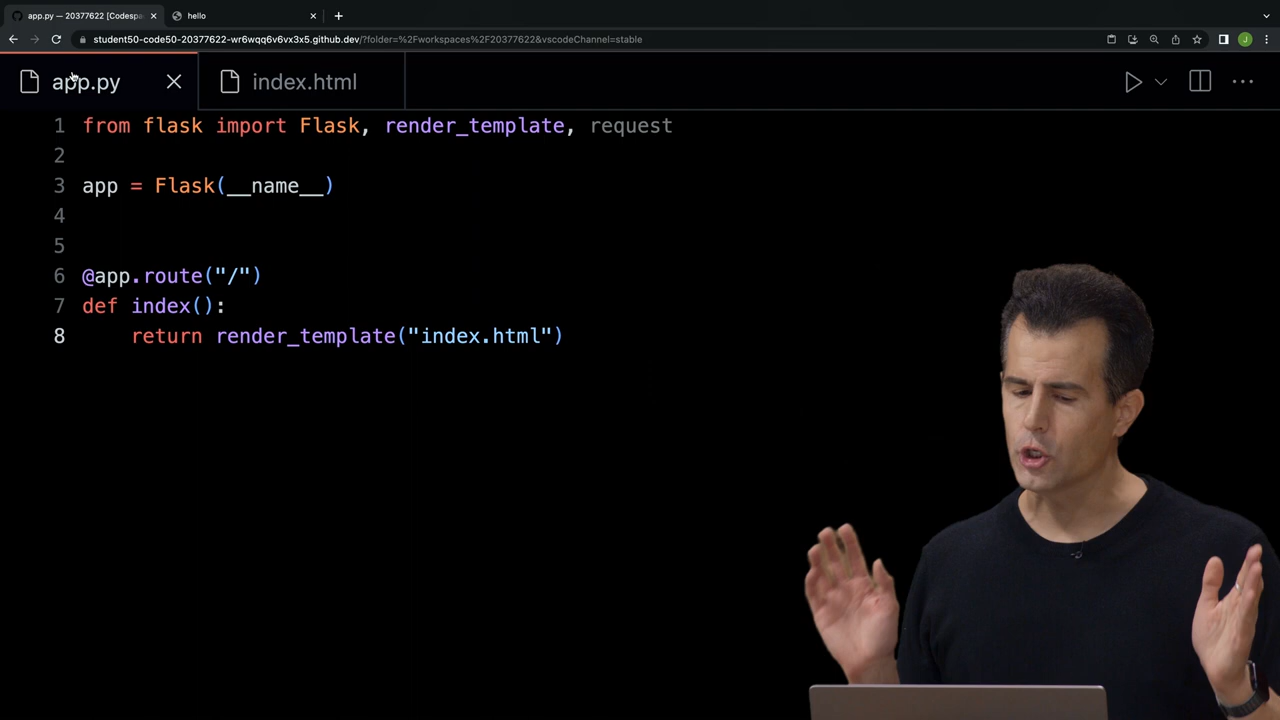 app.py — 20377622 [Codespa
hello
student50-code50-20377622-wr6wqq6v6vx3x5.github.dev/?folder=%2Fworkspaces%2F20377622&vscodeChannel=stable
J
app.py
index.html
1 from flask import Flask, render_template, request
2
3 app = Flask(__name__)
4
5
6 @app.route("/")
7 def index():
8 return render_template("index.html")